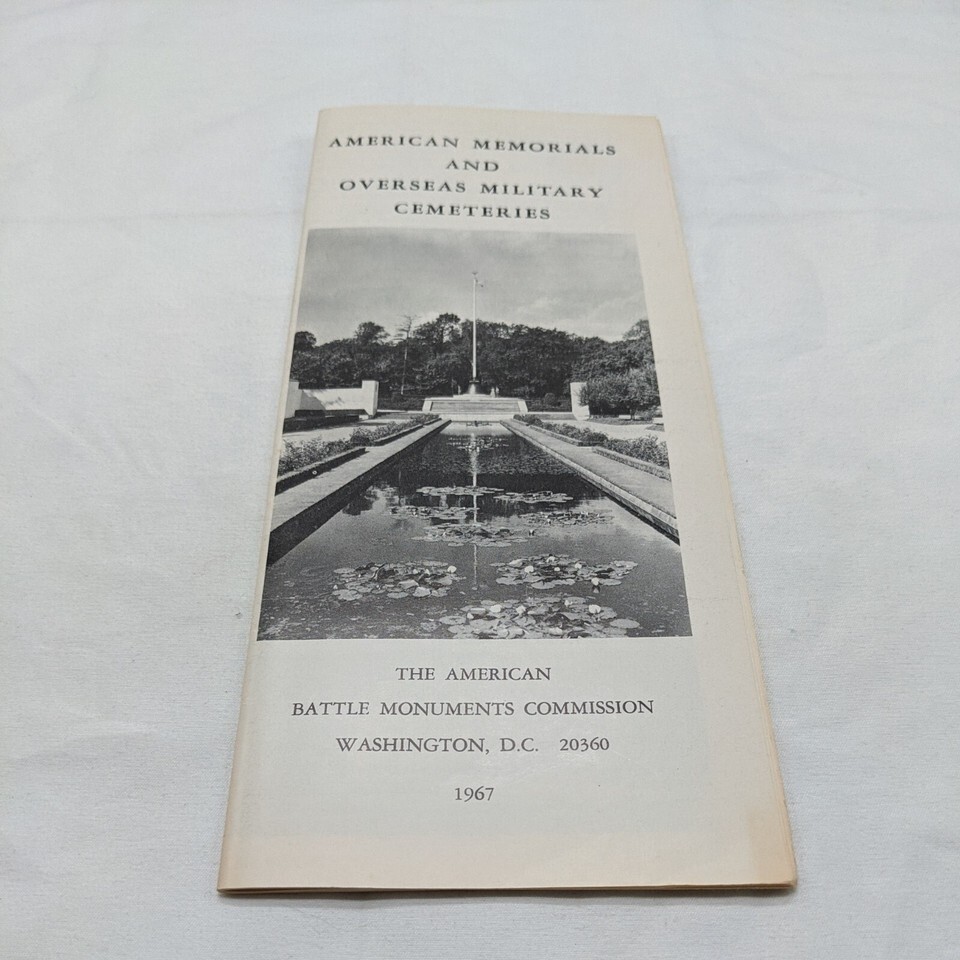 AMERICAN MEMORIALS
AND
OVERSEAS MILITARY
CEMETERIES
THE AMERICAN
BATTLE MONUMENTS COMMISSION
WASHINGTON, D.C. 20360
1967